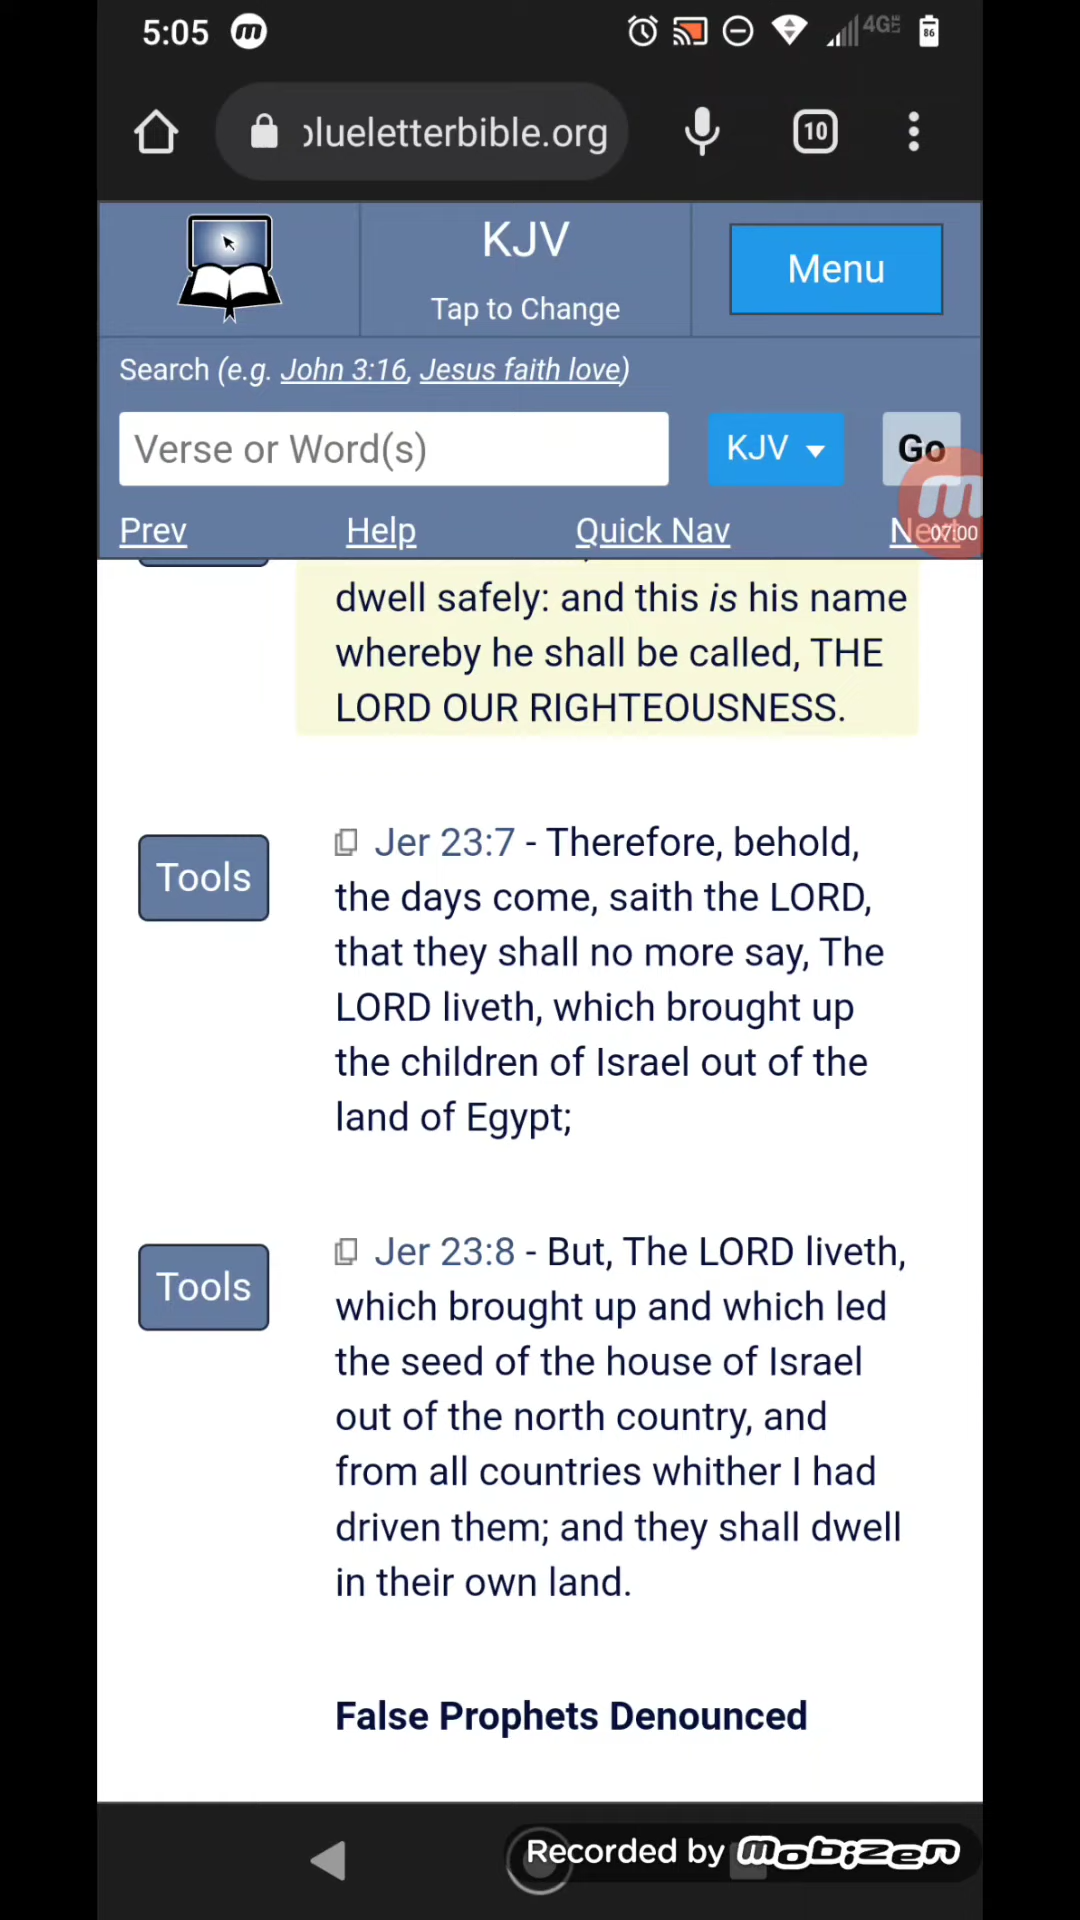 5:05
4G
86
blueletterbible.org
10
KJV
Tap to Change
Menu
Search (e.g. John 3:16, Jesus faith love)
Verse or Word(s)
KJV
Go
Prev Help Quick Nav Next
07:00
dwell safely: and this is his name
whereby he shall be called, THE
LORD OUR RIGHTEOUSNESS.
Tools
Jer 23:7 - Therefore, behold,
the days come, saith the LORD,
that they shall no more say, The
LORD liveth, which brought up
the children of Israel out of the
land of Egypt;
Tools
Jer 23:8 - But, The LORD liveth,
which brought up and which led
the seed of the house of Israel
out of the north country, and
from all countries whither I had
driven them; and they shall dwell
in their own land.
False Prophets Denounced
Recorded by mobizen